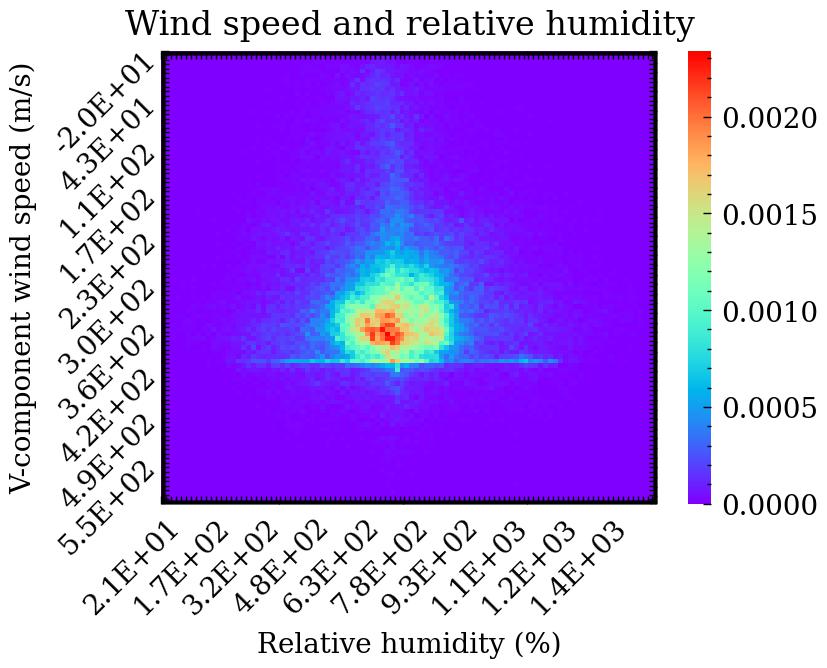 Wind speed and relative humidity
V-component wind speed (m/s)
-2.0E+01
4.3E+01
1.1E+02
1.7E+02
2.3E+02
3.0E+02
3.6E+02
4.2E+02
4.9E+02
5.5E+02
2.1E+01
1.7E+02
3.2E+02
4.8E+02
6.3E+02
7.8E+02
9.3E+02
1.1E+03
1.2E+03
1.4E+03
Relative humidity (%)
0.0020
0.0015
0.0010
0.0005
0.0000